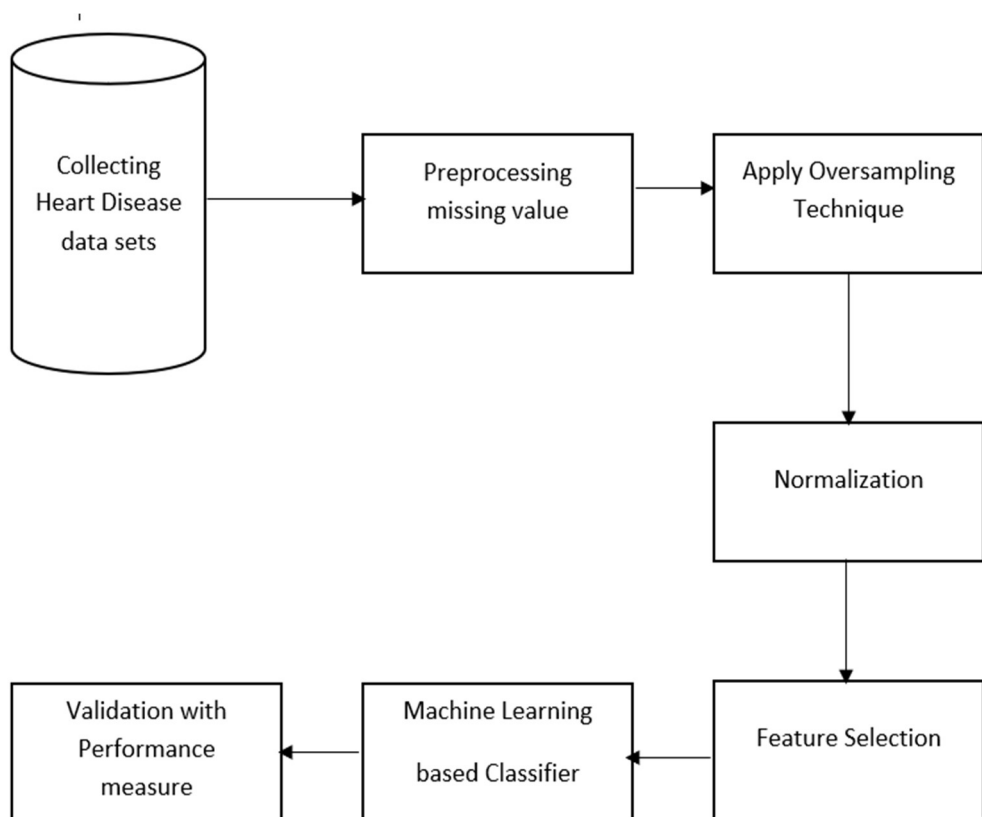 Collecting
Heart Disease
data sets
Preprocessing
missing value
Apply Oversampling
Technique
Normalization
Feature Selection
Machine Learning
based Classifier
Validation with
Performance
measure